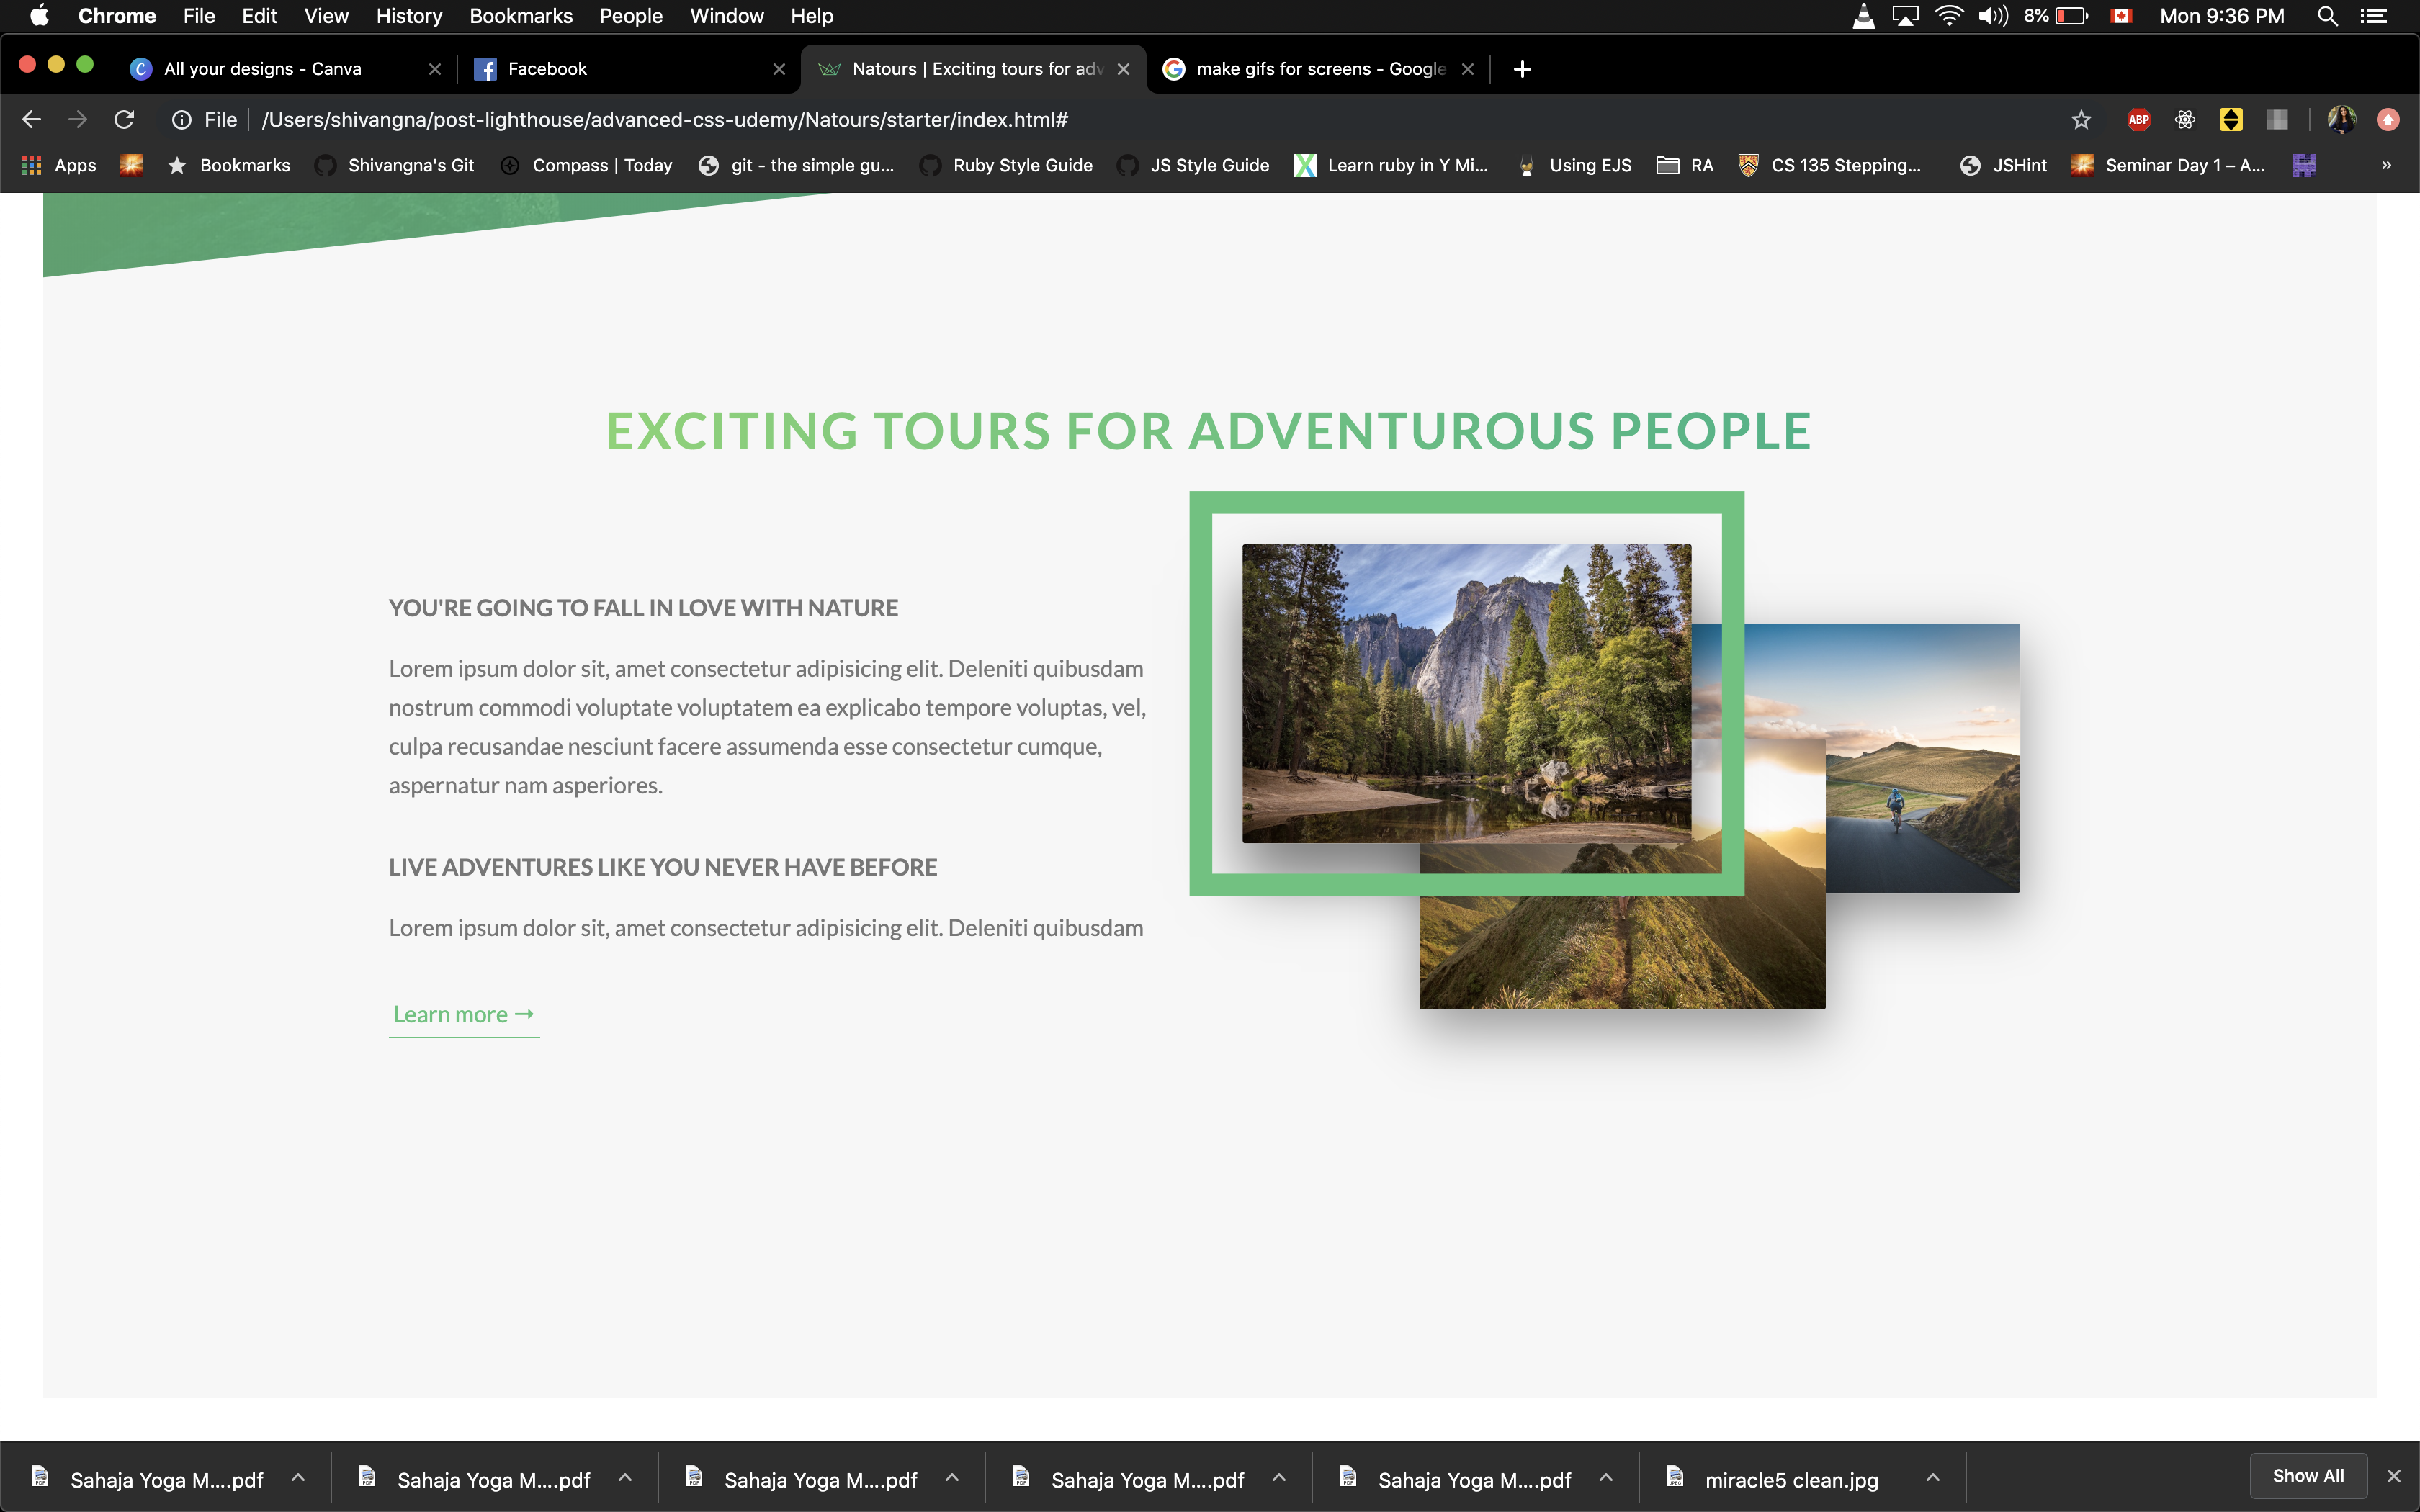 Chrome File Edit View History Bookmarks People Window Help 8% Mon 9:36 PM
All your designs - Canva Facebook Natours | Exciting tours for adv make gifs for screens - Google
File /Users/shivangna/post-lighthouse/advanced-css-udemy/Natours/starter/index.html# ABP
Apps Bookmarks Shivangna's Git Compass | Today git - the simple gu... Ruby Style Guide JS Style Guide Learn ruby in Y Mi... Using EJS RA CS 135 Stepping... JSHint Seminar Day 1 – A... »
EXCITING TOURS FOR ADVENTUROUS PEOPLE
YOU'RE GOING TO FALL IN LOVE WITH NATURE
Lorem ipsum dolor sit, amet consectetur adipisicing elit. Deleniti quibusdam
nostrum commodi voluptate voluptatem ea explicabo tempore voluptas, vel,
culpa recusandae nesciunt facere assumenda esse consectetur cumque,
aspernatur nam asperiores.
LIVE ADVENTURES LIKE YOU NEVER HAVE BEFORE
Lorem ipsum dolor sit, amet consectetur adipisicing elit. Deleniti quibusdam
Learn more →
Sahaja Yoga M....pdf Sahaja Yoga M....pdf Sahaja Yoga M....pdf Sahaja Yoga M....pdf Sahaja Yoga M....pdf miracle5 clean.jpg Show All